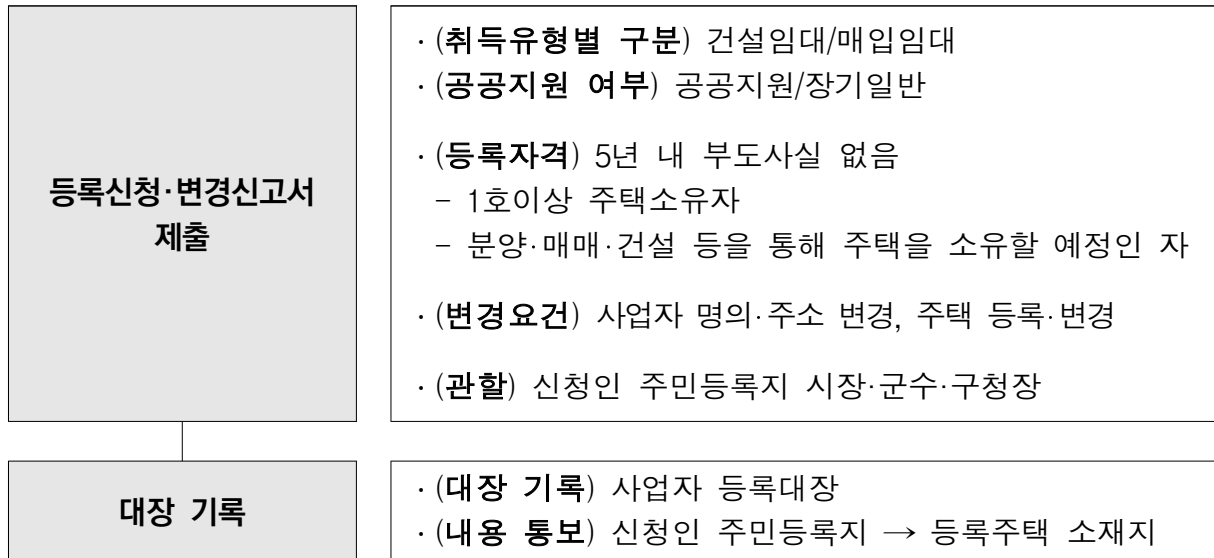 등록신청·변경신고서
제출
· (취득유형별 구분) 건설임대/매입임대
· (공공지원 여부) 공공지원/장기일반
· (등록자격) 5년 내 부도사실 없음
- 1호이상 주택소유자
- 분양·매매·건설 등을 통해 주택을 소유할 예정인 자
· (변경요건) 사업자 명의·주소 변경, 주택 등록·변경
· (관할) 신청인 주민등록지 시장·군수·구청장
대장 기록
· (대장 기록) 사업자 등록대장
· (내용 통보) 신청인 주민등록지 → 등록주택 소재지